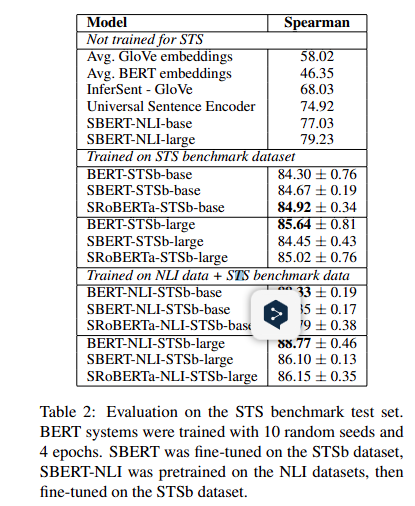 Model Spearman
Not trained for STS
Avg. GloVe embeddings 58.02
Avg. BERT embeddings 46.35
InferSent - GloVe 68.03
Universal Sentence Encoder 74.92
SBERT-NLI-base 77.03
SBERT-NLI-large 79.23
Trained on STS benchmark dataset
BERT-STSb-base 84.30 ± 0.76
SBERT-STSb-base 84.67 ± 0.19
SRoBERTa-STSb-base 84.92 ± 0.34
BERT-STSb-large 85.64 ± 0.81
SBERT-STSb-large 84.45 ± 0.43
SRoBERTa-STSb-large 85.02 ± 0.76
Trained on NLI data + STS benchmark data
BERT-NLI-STSb-base ± 0.19
SBERT-NLI-STSb-base ± 0.17
SRoBERTa-NLI-STSb-base ± 0.38
BERT-NLI-STSb-large 88.77 ± 0.46
SBERT-NLI-STSb-large 86.10 ± 0.13
SRoBERTa-NLI-STSb-large 86.15 ± 0.35
Table 2: Evaluation on the STS benchmark test set.
BERT systems were trained with 10 random seeds and
4 epochs. SBERT was fine-tuned on the STSb dataset,
SBERT-NLI was pretrained on the NLI datasets, then
fine-tuned on the STSb dataset.